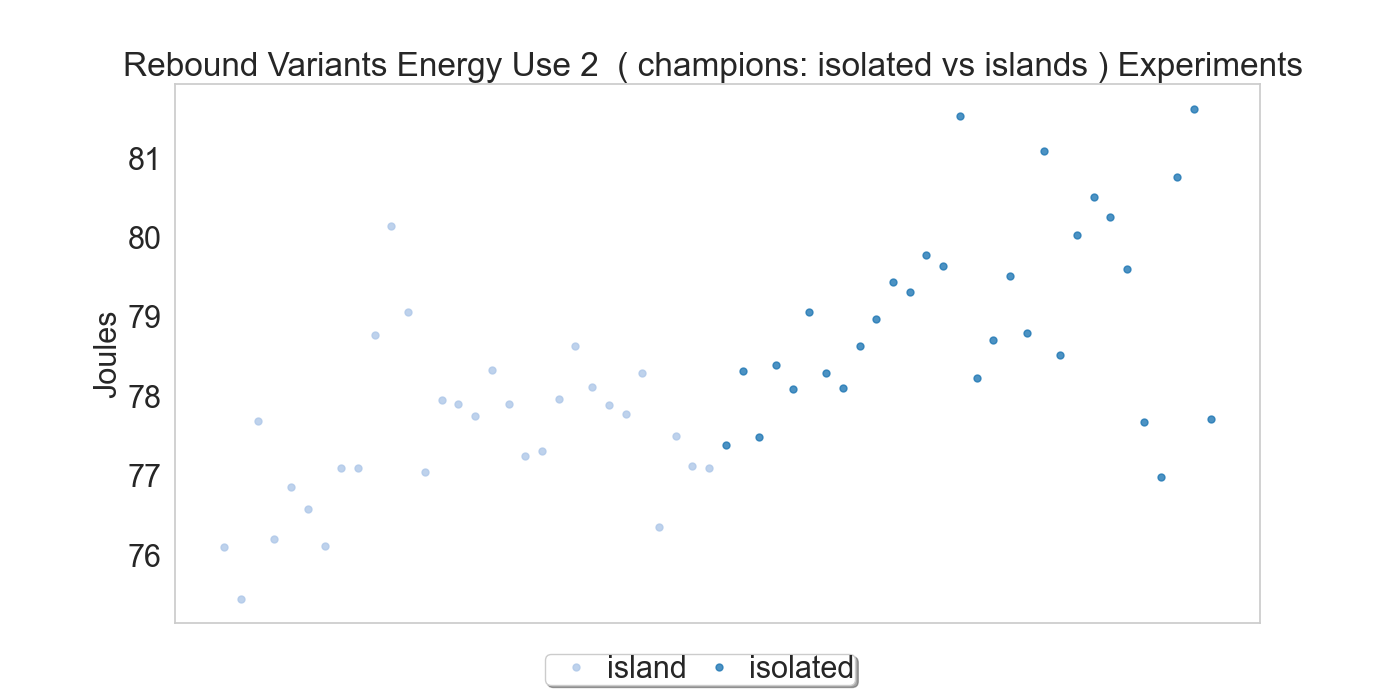 Rebound Variants Energy Use 2  ( champions: isolated vs islands ) Experiments
81
80
79
78
77
76
Joules
island isolated